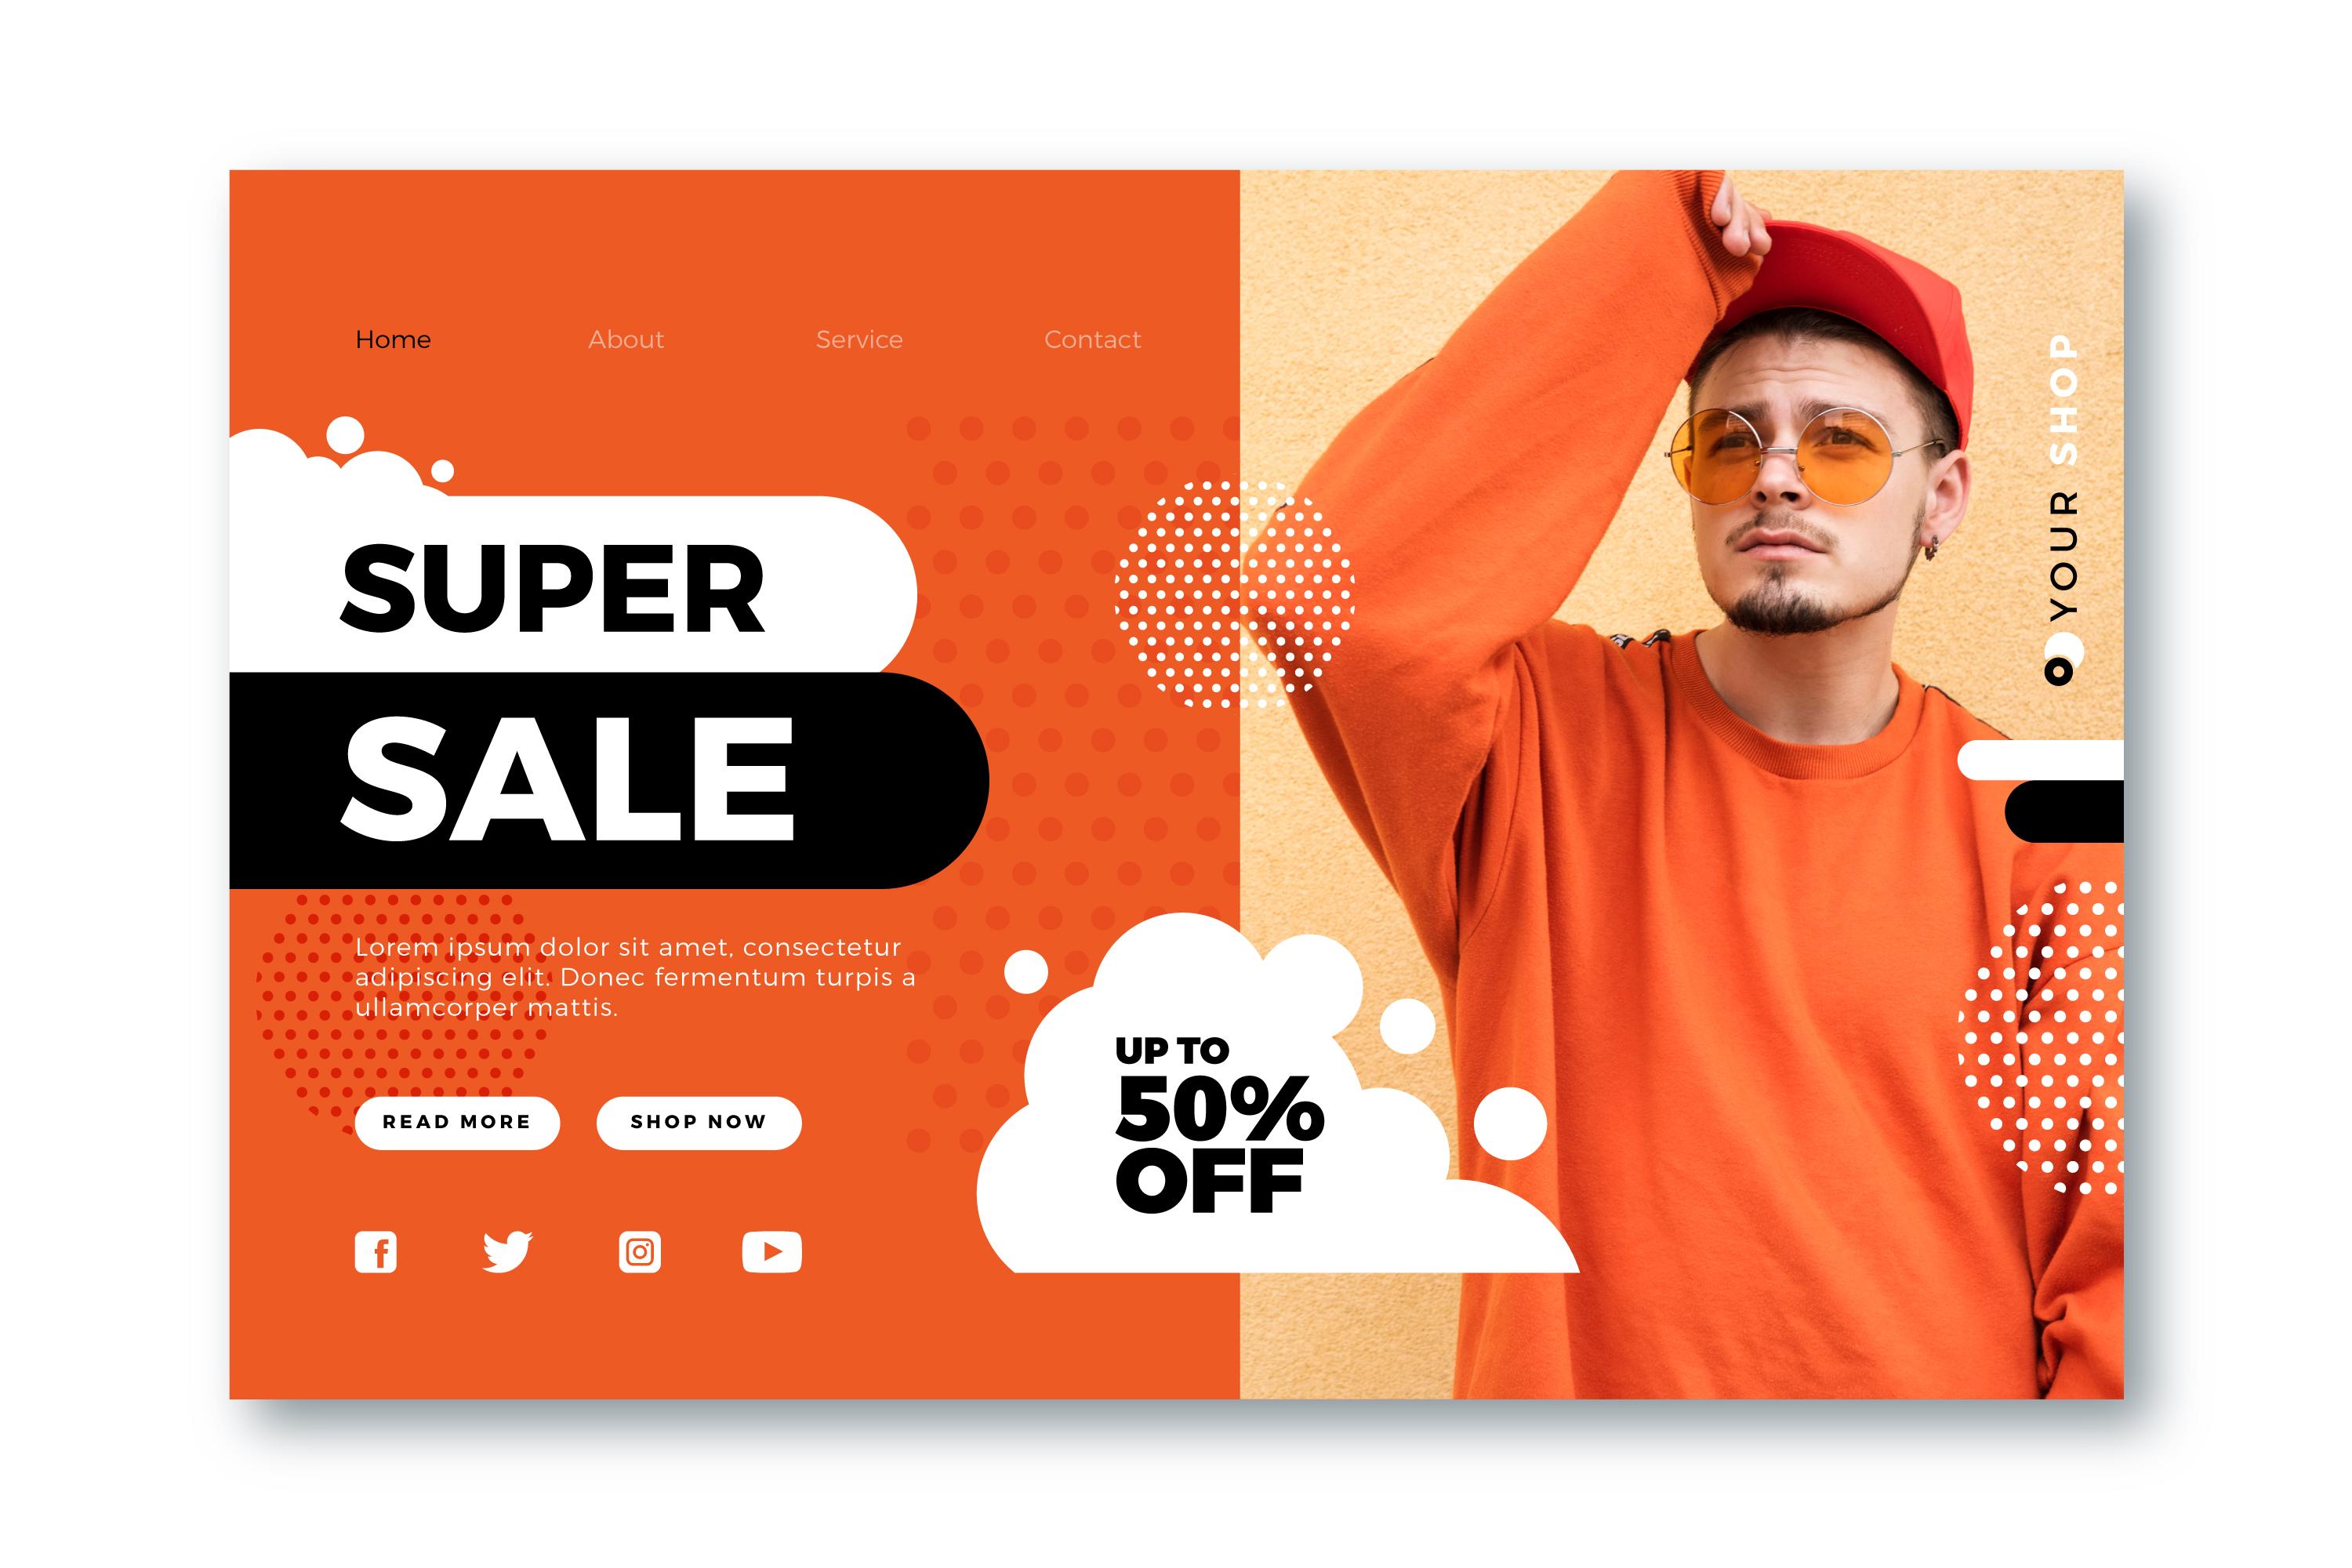 Home About Service Contact
SUPER
SALE
Lorem ipsum dolor sit amet, consectetur
adipiscing elit. Donec fermentum turpis a
ullamcorper mattis.
READ MORE SHOP NOW
UP TO
50%
OFF
YOUR SHOP